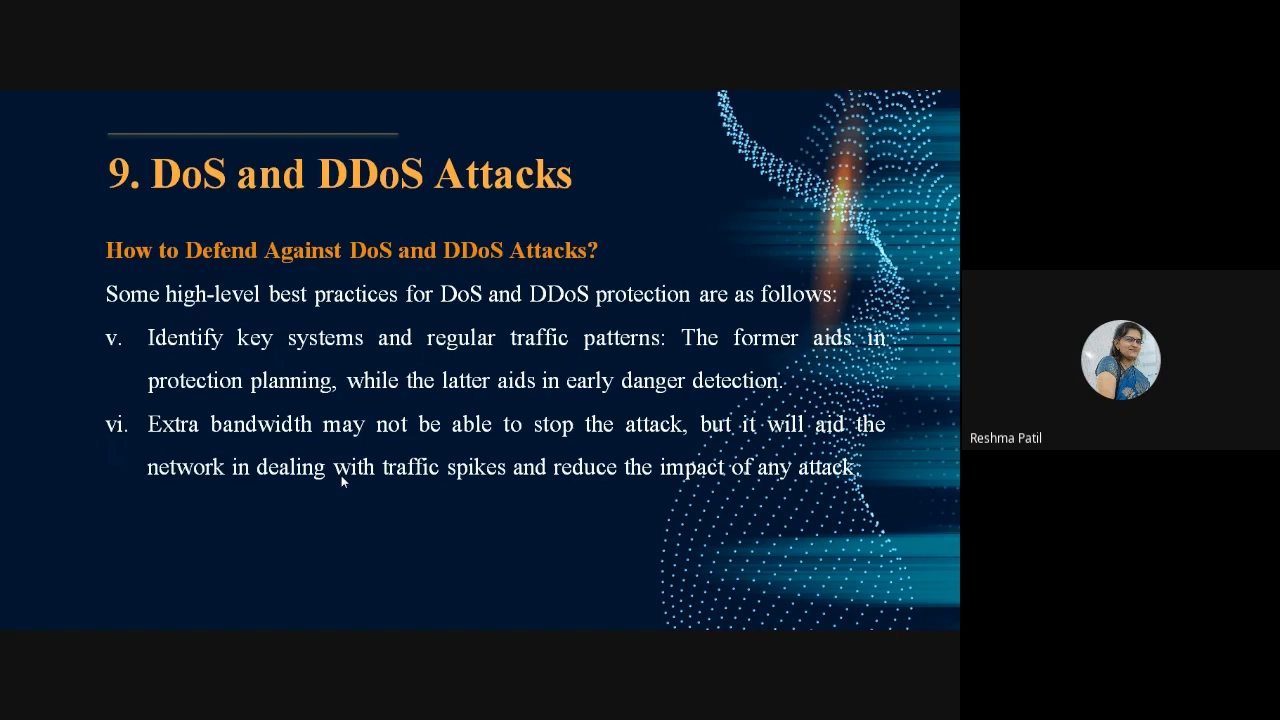 9. DoS and DDoS Attacks
How to Defend Against DoS and DDoS Attacks?
Some high-level best practices for DoS and DDoS protection are as follows:
v. Identify key systems and regular traffic patterns: The former aids in
protection planning, while the latter aids in early danger detection.
vi. Extra bandwidth may not be able to stop the attack, but it will aid the
network in dealing with traffic spikes and reduce the impact of any attack.
Reshma Patil